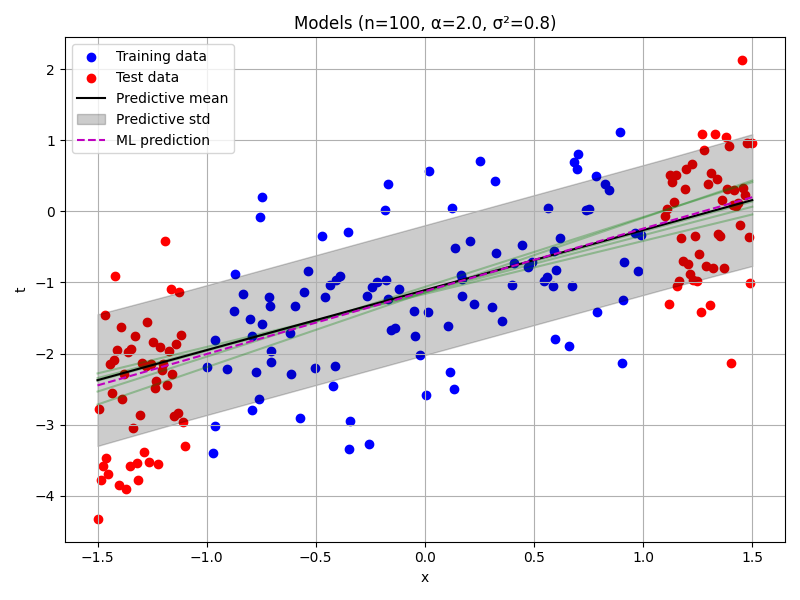 Models (n=100, α=2.0, σ²=0.8)
Training data
Test data
Predictive mean
Predictive std
ML prediction
2
1
0
−1
−2
−3
−4
t
−1.5
−1.0
−0.5
0.0
0.5
1.0
1.5
x